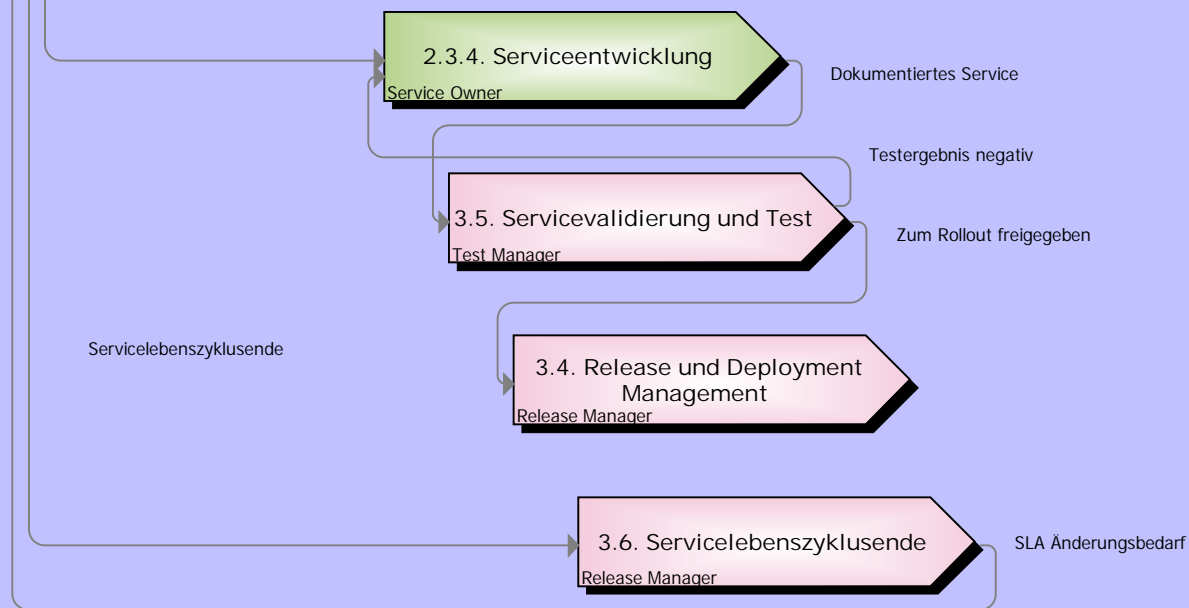 2.3.4. Serviceentwicklung
Service Owner
Dokumentiertes Service
Testergebnis negativ
3.5. Servicevalidierung und Test
Test Manager
Zum Rollout freigegeben
Servicelebenszyklusende
3.4. Release und Deployment
Management
Release Manager
3.6. Servicelebenszyklusende
Release Manager
SLA Änderungsbedarf